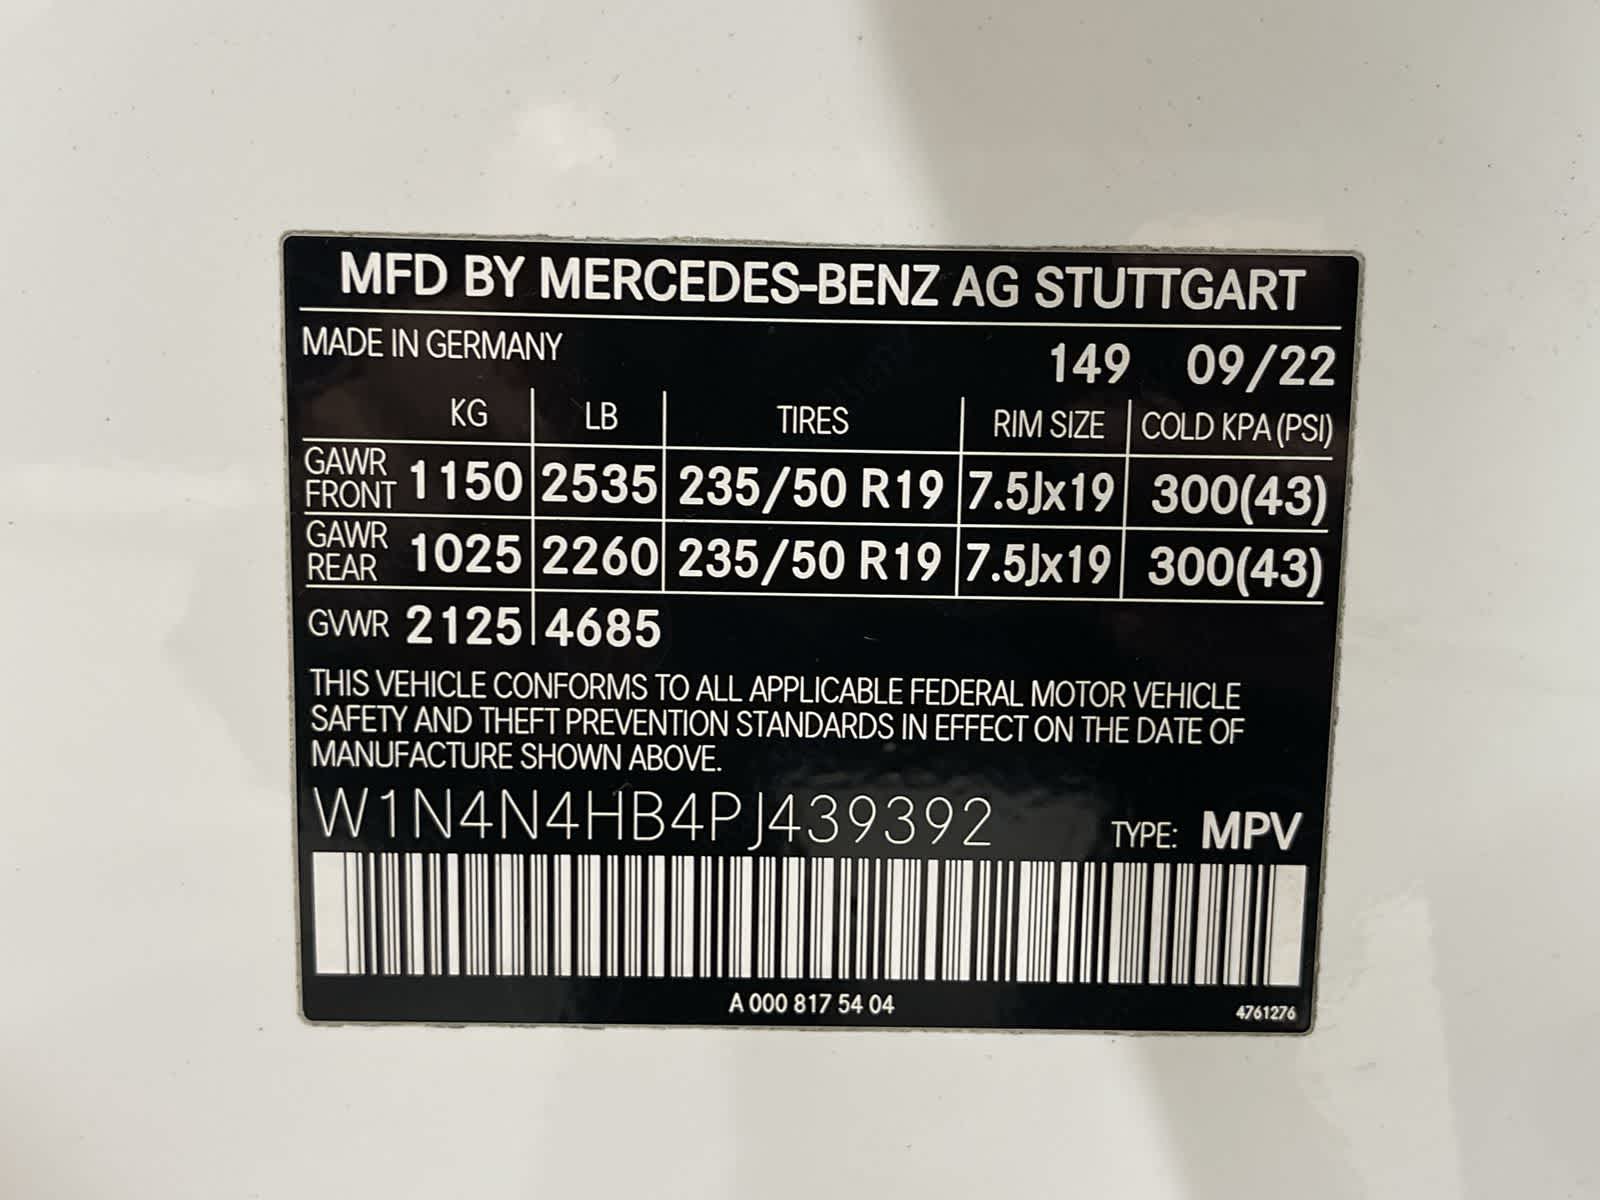 MFD BY MERCEDES-BENZ AG STUTTGART
MADE IN GERMANY 149 09/22
KG LB TIRES RIM SIZE COLD KPA (PSI)
GAWR FRONT 1150 2535 235/50 R19 7.5Jx19 300(43)
GAWR REAR 1025 2260 235/50 R19 7.5Jx19 300(43)
GVWR 2125 4685
THIS VEHICLE CONFORMS TO ALL APPLICABLE FEDERAL MOTOR VEHICLE
SAFETY AND THEFT PREVENTION STANDARDS IN EFFECT ON THE DATE OF
MANUFACTURE SHOWN ABOVE.
W1N4N4HB4PJ439392 TYPE: MPV
A 000 817 54 04 4761276